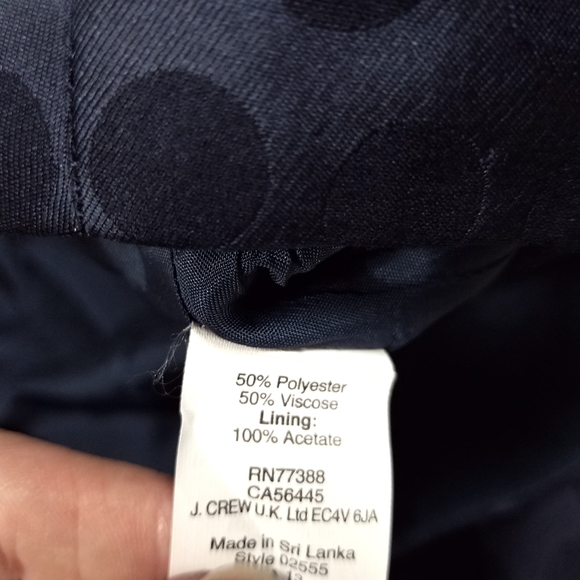 50% Polyester
50% Viscose
Lining:
100% Acetate
RN77388
CA56445
J. CREW U.K. Ltd EC4V 6JA
Made in Sri Lanka
Style 02555